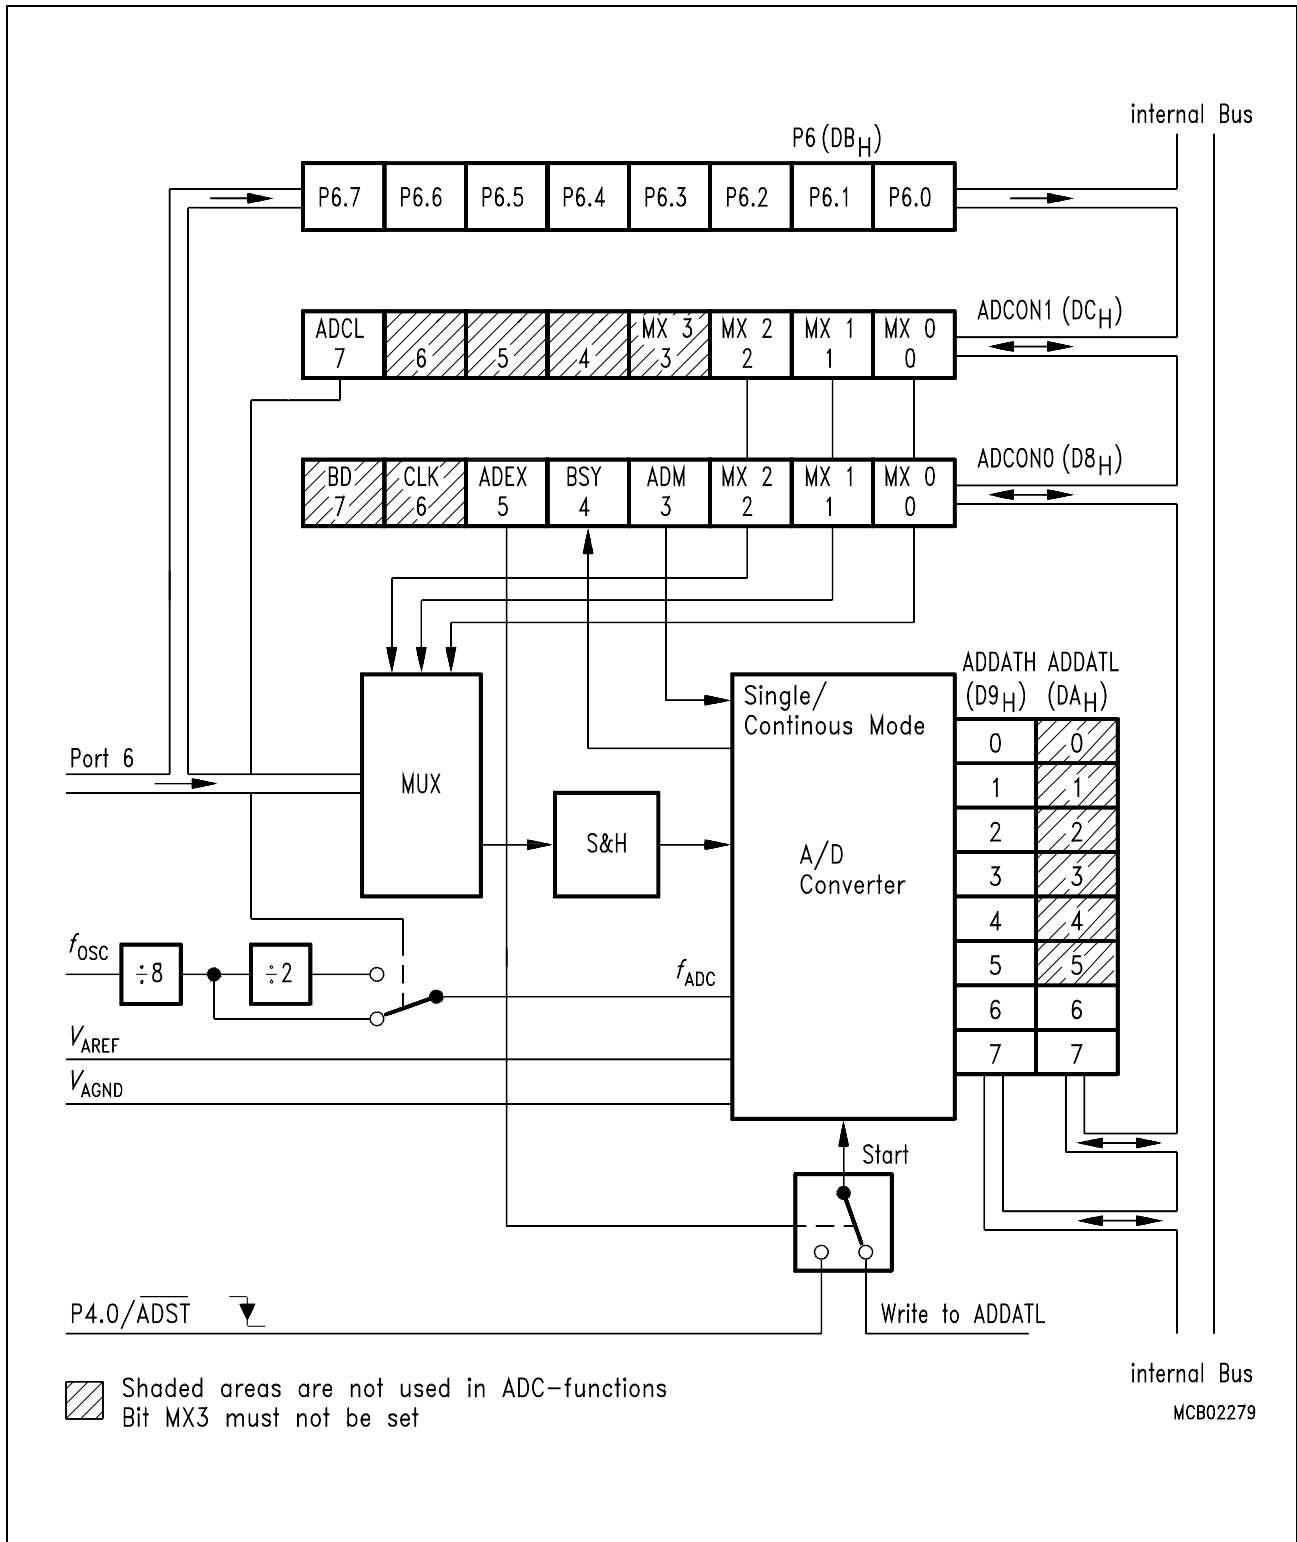 internal Bus
P6 (DBH)
P6.7 P6.6 P6.5 P6.4 P6.3 P6.2 P6.1 P6.0
ADCON1 (DCH)
ADCL MX 3 MX 2 MX 1 MX 0
7 6 5 4 3 2 1 0
ADCON0 (D8H)
BD CLK ADEX BSY ADM MX 2 MX 1 MX 0
7 6 5 4 3 2 1 0
ADDATH ADDATL
(D9H) (DAH)
Single/
Continous Mode
Port 6
MUX
S&H
A/D
Converter
0 0
1 1
2 2
3 3
4 4
5 5
6 6
7 7
fOSC
÷8
÷2
fADC
VAREF
VAGND
Start
P4.0/ADST
Write to ADDATL
internal Bus
Shaded areas are not used in ADC-functions
Bit MX3 must not be set
MCB02279